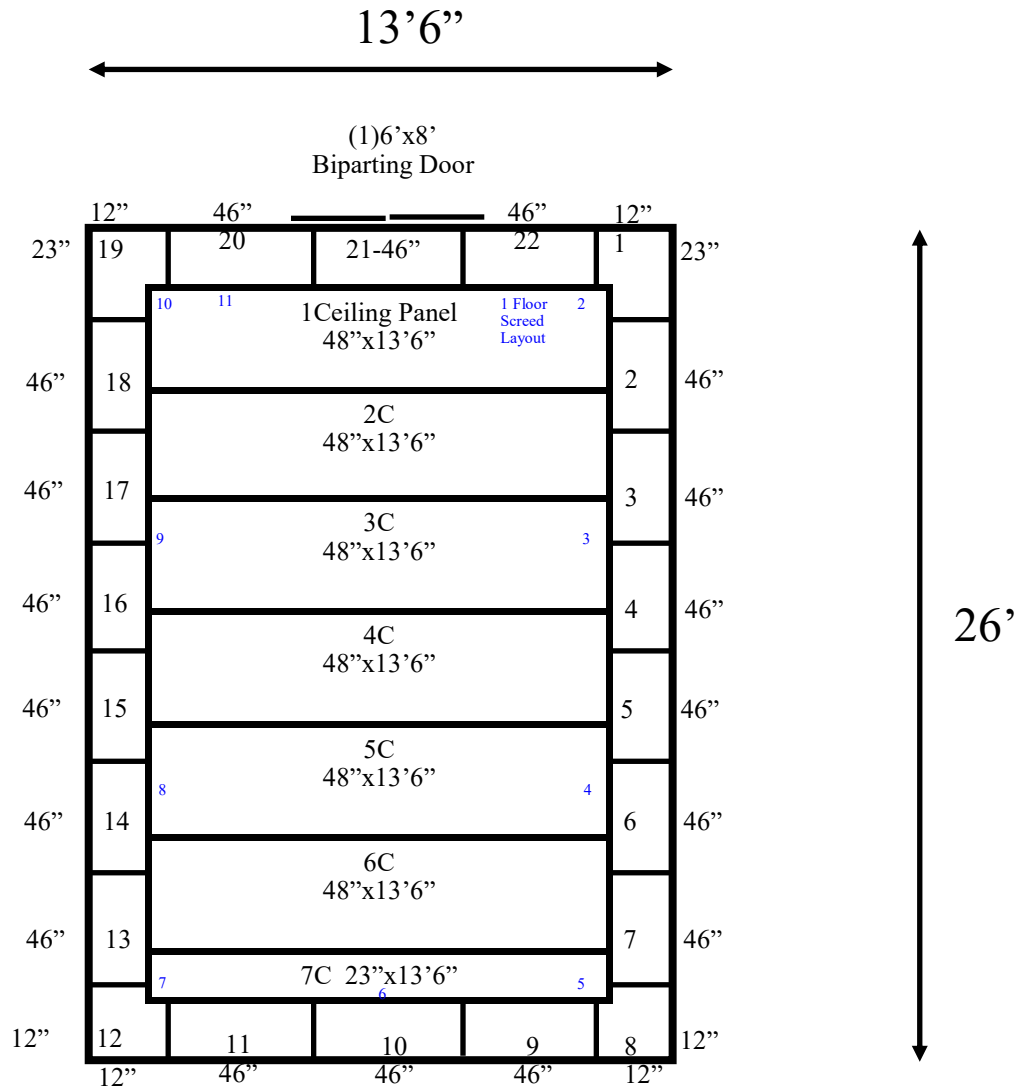 13’6”
(1)6’x8’
Biparting Door
12” 46” 46” 12”
23” 19 20 21-46” 22 1 23”
10 11 1 Floor 2
Screed
Layout
1Ceiling Panel
48”x13’6”
46” 18 2 46”
2C
48”x13’6”
46” 17 3 46”
3C
48”x13’6”
9 3
46” 16 4 46”
26’
4C
48”x13’6”
46” 15 5 46”
5C
48”x13’6”
8 4
46” 14 6 46”
6C
48”x13’6”
46” 13 7 46”
7C 23”x13’6”
7 6 5
12” 12 11 10 9 8 12”
12” 46” 46” 46” 12”